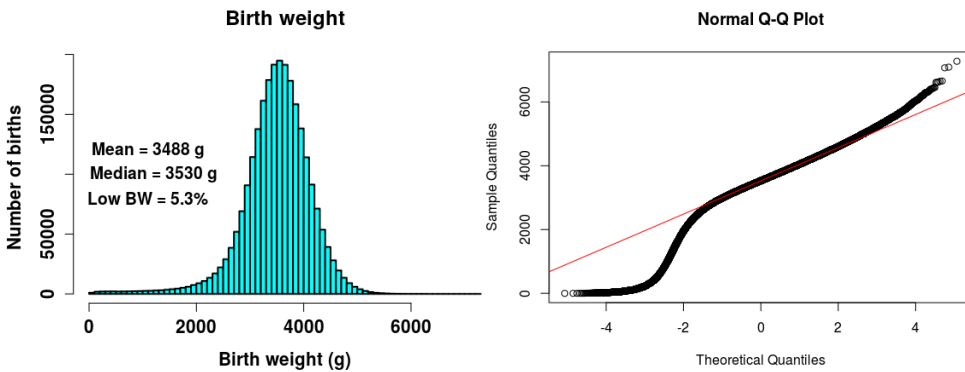 Birth weight
Number of births
0
50000
150000
Mean = 3488 g
Median = 3530 g
Low BW = 5.3%
0
2000
4000
6000
Birth weight (g)
Normal Q-Q Plot
Sample Quantiles
0
2000
4000
6000
-4
-2
0
2
4
Theoretical Quantiles